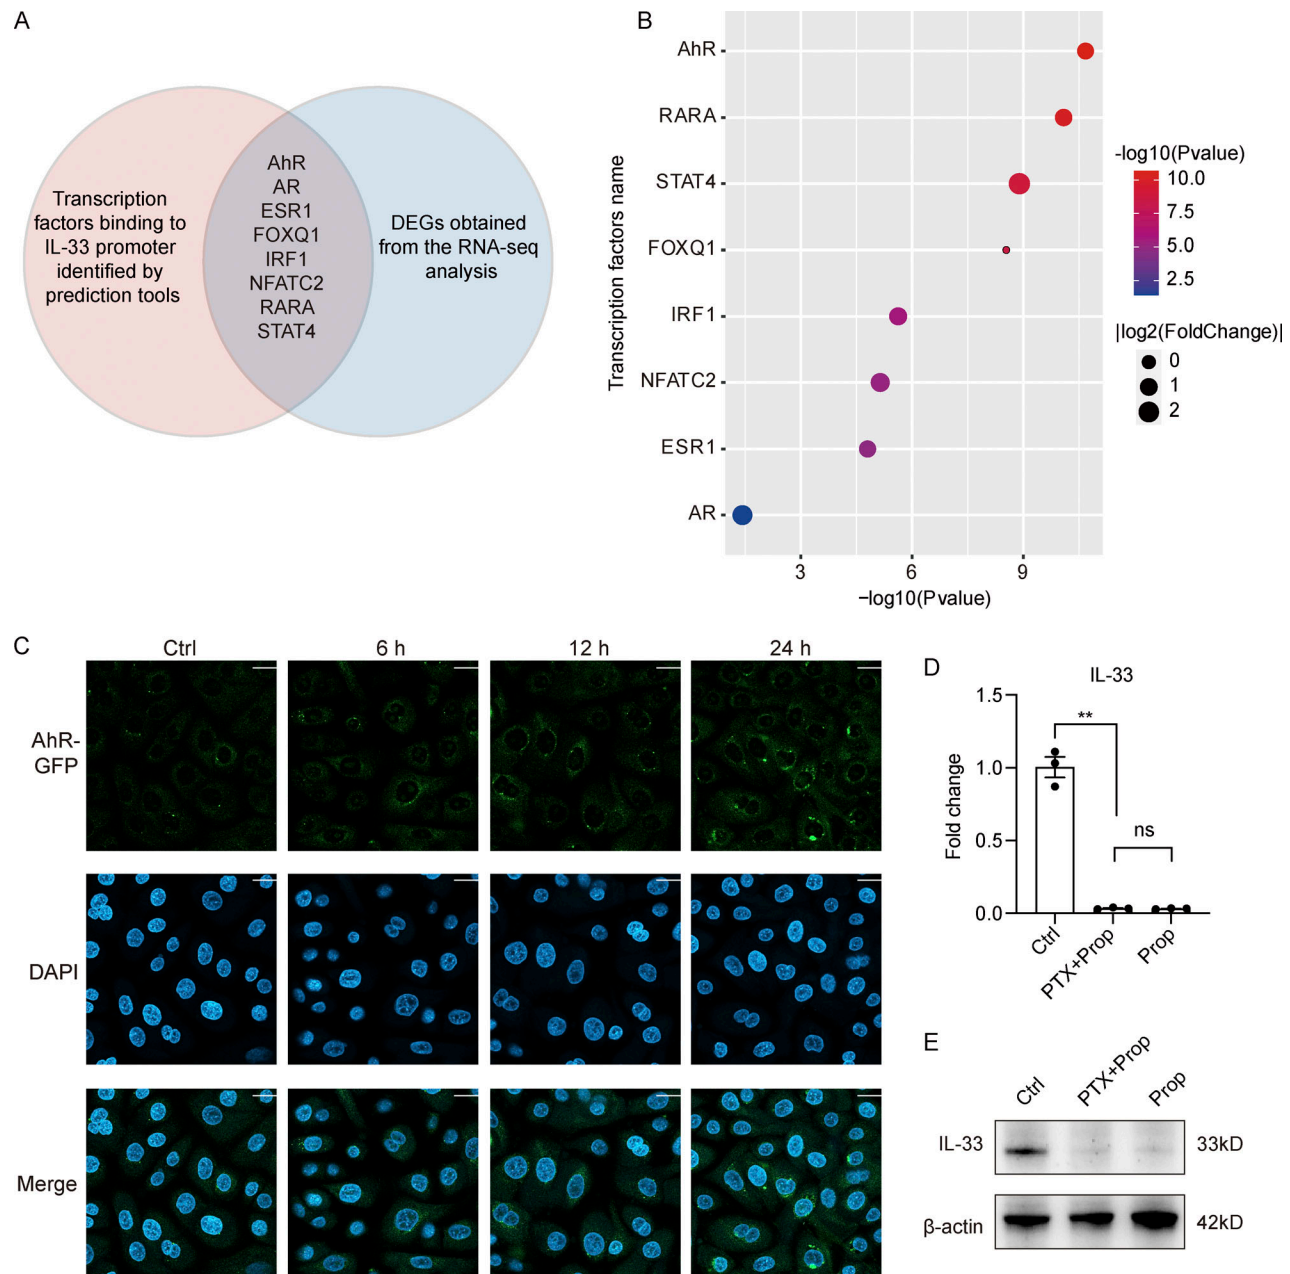 A
Transcription
factors binding to
IL-33 promoter
identified by
prediction tools
AhR
AR
ESR1
FOXQ1
IRF1
NFATC2
RARA
STAT4
DEGs obtained
from the RNA-seq
analysis
B
Transcription factors name
AhR
RARA
STAT4
FOXQ1
IRF1
NFATC2
ESR1
AR
3 6 9
−log10(Pvalue)
-log10(Pvalue)
10.0
7.5
5.0
2.5
|log2(FoldChange)|
0
1
2
C
Ctrl 6 h 12 h 24 h
AhR-
GFP
DAPI
Merge
D
IL-33
Fold change
1.5
1.0
0.5
0.0
**
ns
Ctrl
PTX+Prop
Prop
E
Ctrl
PTX+Prop
Prop
IL-33 33kD
β-actin 42kD